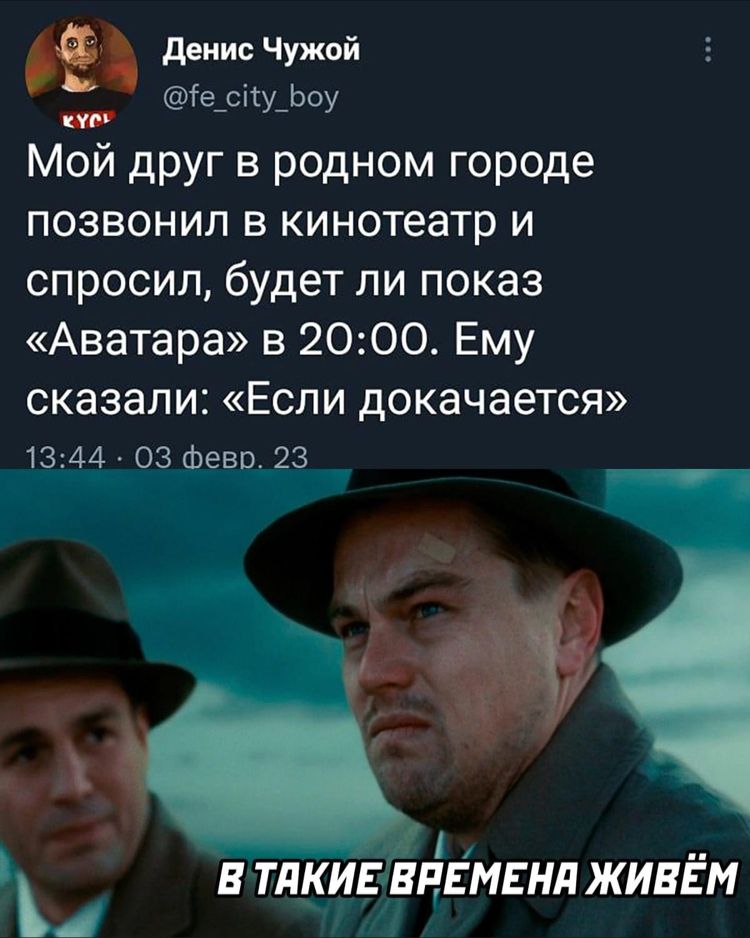 Денис Чужой
@fe_city_boy
КУСЬ
Мой друг в родном городе
позвонил в кинотеатр и
спросил, будет ли показ
«Аватара» в 20:00. Ему
сказали: «Если докачается»
13:44 · 03 февр. 23
В ТАКИЕ ВРЕМЕНА ЖИВЁМ